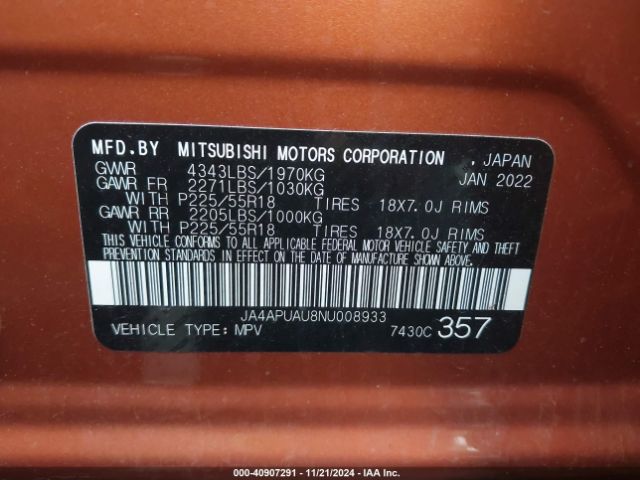 MFD.BY MITSUBISHI MOTORS CORPORATION , JAPAN
GVWR 4343LBS/1970KG JAN 2022
GAWR FR 2271LBS/1030KG
WITH P225/55R18 TIRES 18X7.0J RIMS
GAWR RR 2205LBS/1000KG
WITH P225/55R18 TIRES 18X7.0J RIMS
THIS VEHICLE CONFORMS TO ALL APPLICABLE FEDERAL MOTOR VEHICLE SAFETY AND THEFT
PREVENTION STANDARDS IN EFFECT ON THE DATE OF MANUFACTURE SHOWN ABOVE.
JA4APUAU8NU008933
VEHICLE TYPE: MPV 7430C 357
000-40907291 - 11/21/2024 - IAA Inc.